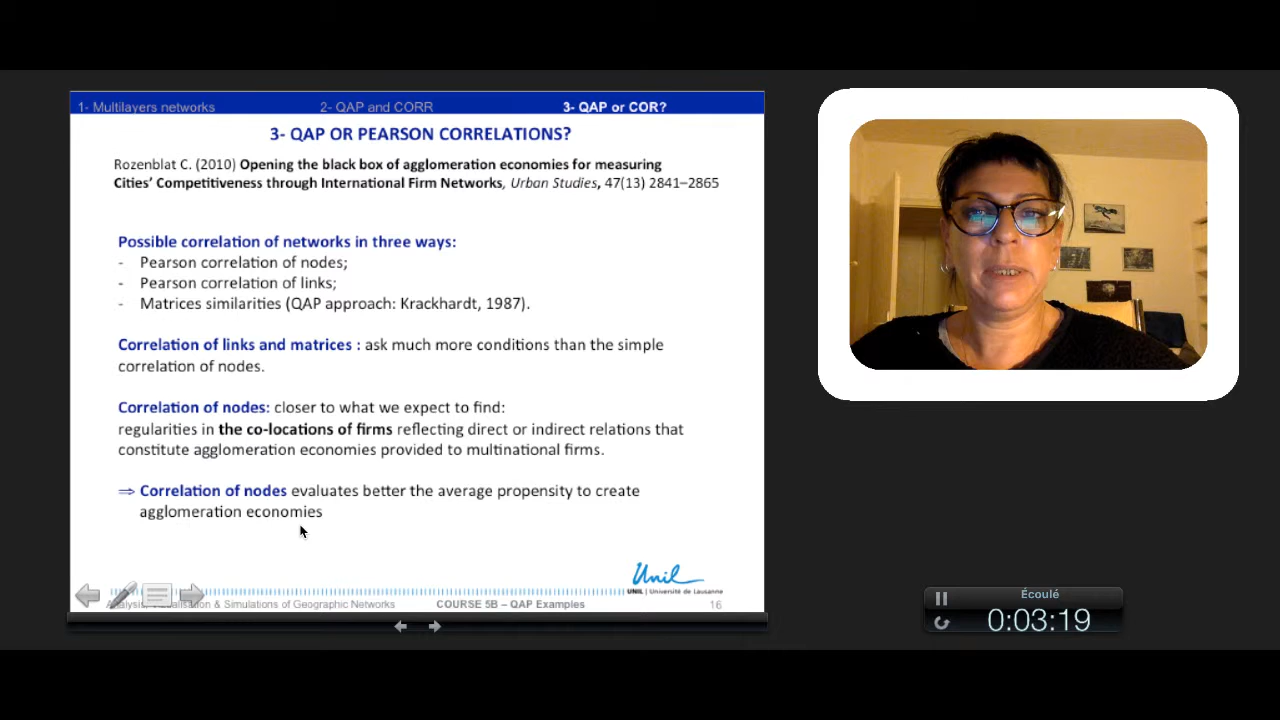 1- Multilayers networks 2- QAP and CORR 3- QAP or COR?
3- QAP OR PEARSON CORRELATIONS?
Rozenblat C. (2010) Opening the black box of agglomeration economies for measuring
Cities' Competitiveness through International Firm Networks, Urban Studies, 47(13) 2841–2865
Possible correlation of networks in three ways:
- Pearson correlation of nodes;
- Pearson correlation of links;
- Matrices similarities (QAP approach: Krackhardt, 1987).
Correlation of links and matrices : ask much more conditions than the simple
correlation of nodes.
Correlation of nodes: closer to what we expect to find:
regularities in the co-locations of firms reflecting direct or indirect relations that
constitute agglomeration economies provided to multinational firms.
⇒ Correlation of nodes evaluates better the average propensity to create
agglomeration economies
Unil
UNIL | Université de Lausanne
& Simulations of Geographic Networks COURSE 5B – QAP Examples 16
Écoulé
0:03:19